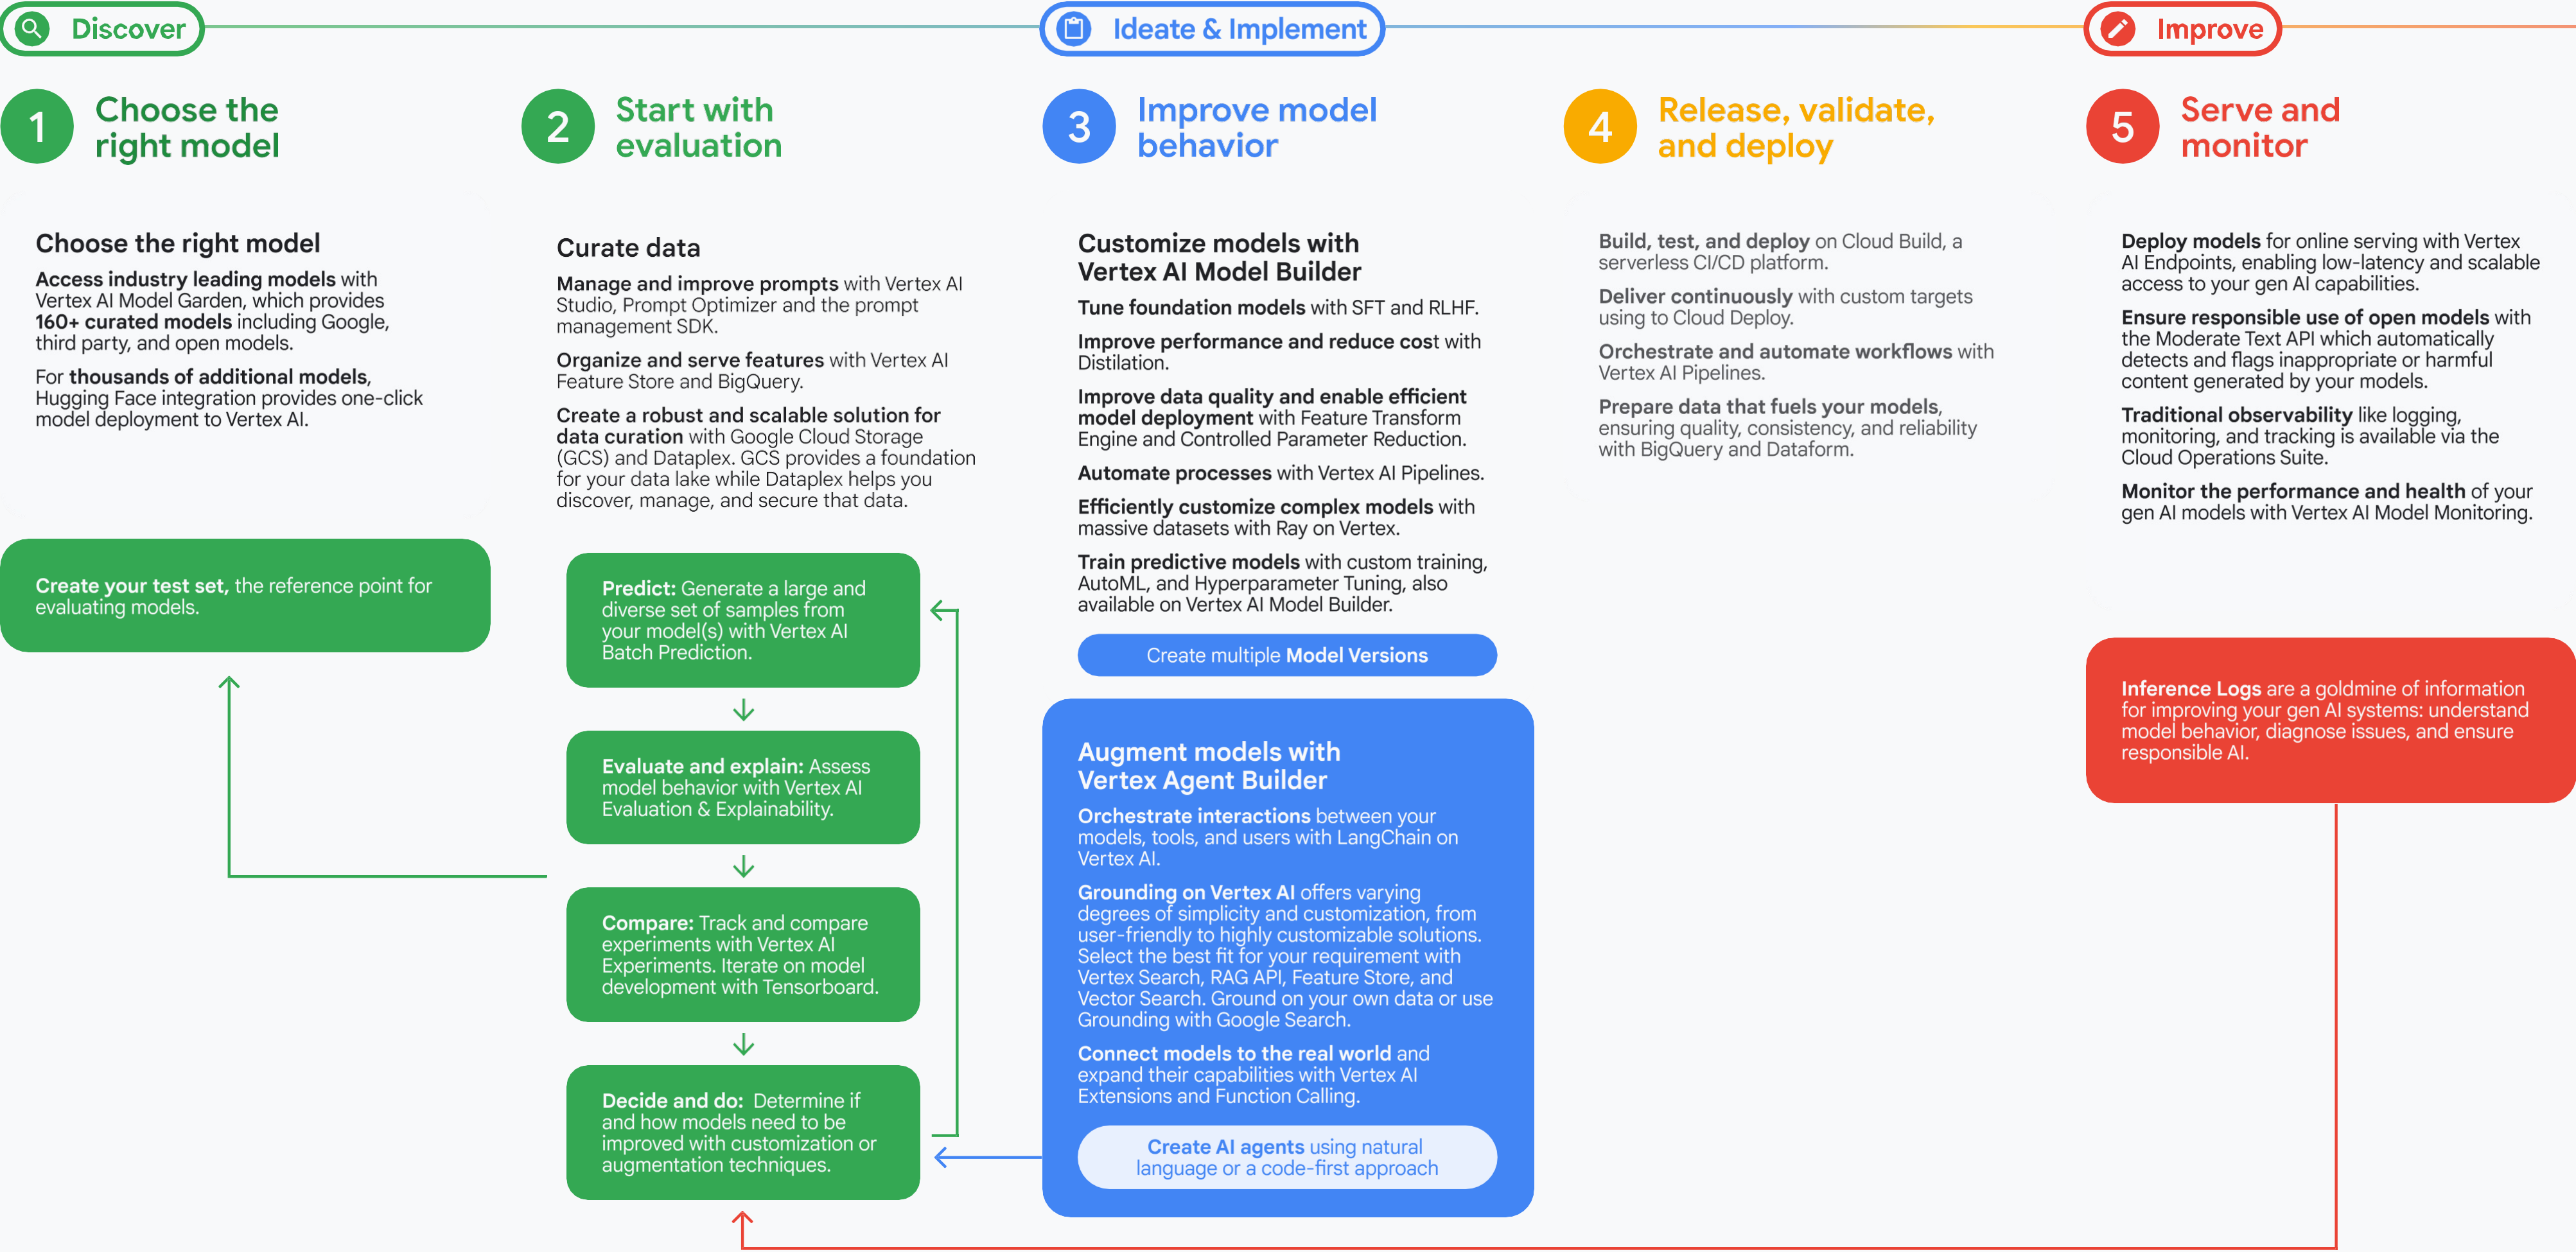 Discover
Ideate & Implement
Improve
1
Choose the
right model
2
Start with
evaluation
3
Improve model
behavior
4
Release, validate,
and deploy
5
Serve and
monitor
Choose the right model
Access industry leading models with
Vertex AI Model Garden, which provides
160+ curated models including Google,
third party, and open models.
For thousands of additional models,
Hugging Face integration provides one-click
model deployment to Vertex AI.
Create your test set, the reference point for
evaluating models.
Curate data
Manage and improve prompts with Vertex AI
Studio, Prompt Optimizer and the prompt
management SDK.
Organize and serve features with Vertex AI
Feature Store and BigQuery.
Create a robust and scalable solution for
data curation with Google Cloud Storage
(GCS) and Dataplex. GCS provides a foundation
for your data lake while Dataplex helps you
discover, manage, and secure that data.
Predict: Generate a large and
diverse set of samples from
your model(s) with Vertex AI
Batch Prediction.
Evaluate and explain: Assess
model behavior with Vertex AI
Evaluation & Explainability.
Compare: Track and compare
experiments with Vertex AI
Experiments. Iterate on model
development with Tensorboard.
Decide and do: Determine if
and how models need to be
improved with customization or
augmentation techniques.
Customize models with
Vertex AI Model Builder
Tune foundation models with SFT and RLHF.
Improve performance and reduce cost with
Distilation.
Improve data quality and enable efficient
model deployment with Feature Transform
Engine and Controlled Parameter Reduction.
Automate processes with Vertex AI Pipelines.
Efficiently customize complex models with
massive datasets with Ray on Vertex.
Train predictive models with custom training,
AutoML, and Hyperparameter Tuning, also
available on Vertex AI Model Builder.
Create multiple Model Versions
Augment models with
Vertex Agent Builder
Orchestrate interactions between your
models, tools, and users with LangChain on
Vertex AI.
Grounding on Vertex AI offers varying
degrees of simplicity and customization, from
user-friendly to highly customizable solutions.
Select the best fit for your requirement with
Vertex Search, RAG API, Feature Store, and
Vector Search. Ground on your own data or use
Grounding with Google Search.
Connect models to the real world and
expand their capabilities with Vertex AI
Extensions and Function Calling.
Create AI agents using natural
language or a code-first approach
Build, test, and deploy on Cloud Build, a
serverless CI/CD platform.
Deliver continuously with custom targets
using to Cloud Deploy.
Orchestrate and automate workflows with
Vertex AI Pipelines.
Prepare data that fuels your models,
ensuring quality, consistency, and reliability
with BigQuery and Dataform.
Deploy models for online serving with Vertex
AI Endpoints, enabling low-latency and scalable
access to your gen AI capabilities.
Ensure responsible use of open models with
the Moderate Text API which automatically
detects and flags inappropriate or harmful
content generated by your models.
Traditional observability like logging,
monitoring, and tracking is available via the
Cloud Operations Suite.
Monitor the performance and health of your
gen AI models with Vertex AI Model Monitoring.
Inference Logs are a goldmine of information
for improving your gen AI systems: understand
model behavior, diagnose issues, and ensure
responsible AI.